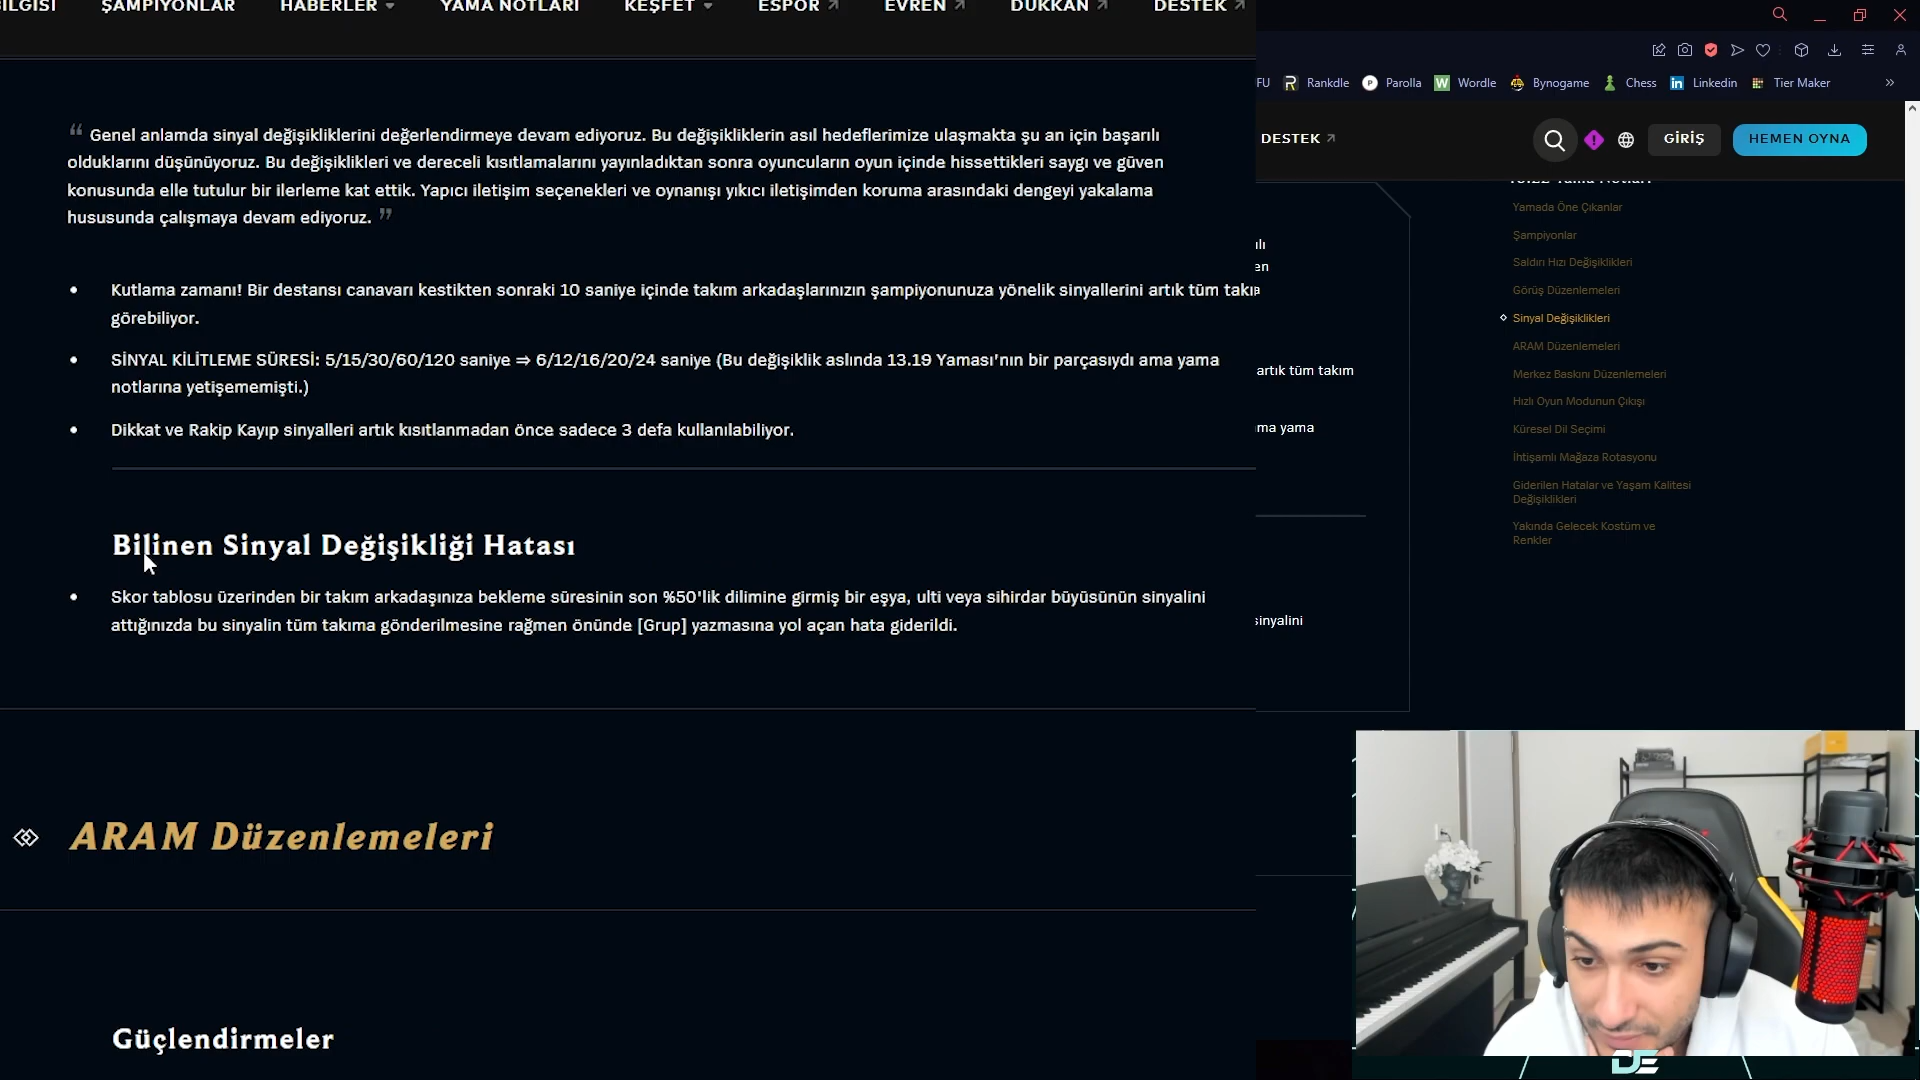 ŞAMPİYONLAR
HABERLER
YAMA NOTLARI
KEŞFET
ESPOR
EVREN
DÜKKAN
DESTEK
FU
Rankdle
Parolla
Wordle
Bynogame
Chess
Linkedin
Tier Maker
DESTEK
GİRİŞ
HEMEN OYNA
“ Genel anlamda sinyal değişikliklerini değerlendirmeye devam ediyoruz. Bu değişikliklerin asıl hedeflerimize ulaşmakta şu an için başarılı
olduklarını düşünüyoruz. Bu değişiklikleri ve dereceli kısıtlamalarını yayınladıktan sonra oyuncuların oyun içinde hissettikleri saygı ve güven
konusunda elle tutulur bir ilerleme kat ettik. Yapıcı iletişim seçenekleri ve oynanışı yıkıcı iletişimden koruma arasındaki dengeyi yakalama
hususunda çalışmaya devam ediyoruz. ”
Kutlama zamanı! Bir destansı canavarı kestikten sonraki 10 saniye içinde takım arkadaşlarınızın şampiyonunuza yönelik sinyallerini artık tüm takı
görebiliyor.
SİNYAL KİLİTLEME SÜRESİ: 5/15/30/60/120 saniye ⇒ 6/12/16/20/24 saniye (Bu değişiklik aslında 13.19 Yaması'nın bir parçasıydı ama yama
notlarına yetişememişti.)
Dikkat ve Rakip Kayıp sinyalleri artık kısıtlanmadan önce sadece 3 defa kullanılabiliyor.
Bilinen Sinyal Değişikliği Hatası
Skor tablosu üzerinden bir takım arkadaşınıza bekleme süresinin son %50'lik dilimine girmiş bir eşya, ulti veya sihirdar büyüsünün sinyalini
attığınızda bu sinyalin tüm takıma gönderilmesine rağmen önünde [Grup] yazmasına yol açan hata giderildi.
ARAM Düzenlemeleri
Güçlendirmeler
en
artık tüm takım
ma yama
sinyalini
Yamada Öne Çıkanlar
Şampiyonlar
Saldırı Hızı Değişiklikleri
Görüş Düzenlemeleri
Sinyal Değişiklikleri
ARAM Düzenlemeleri
Merkez Baskını Düzenlemeleri
Hızlı Oyun Modunun Çıkışı
Küresel Dil Seçimi
İhtişamlı Mağaza Rotasyonu
Giderilen Hatalar ve Yaşam Kalitesi
Değişiklikleri
Yakında Gelecek Kostüm ve
Renkler